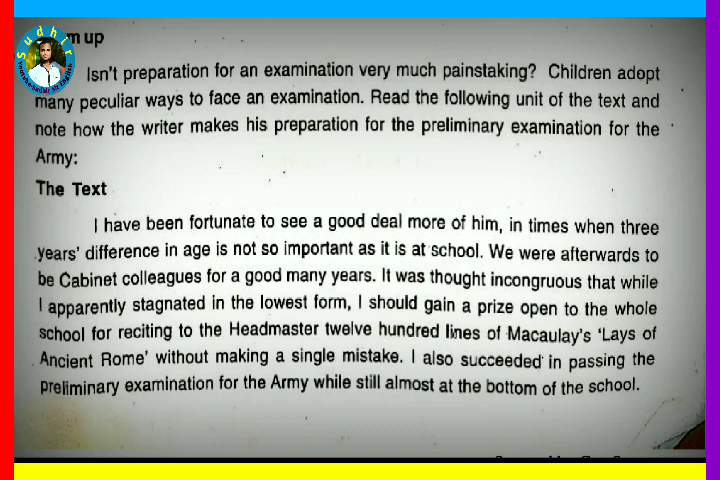 Sudhir
m up
Isn't preparation for an examination very much painstaking? Children adopt
many peculiar ways to face an examination. Read the following unit of the text and
note how the writer makes his preparation for the preliminary examination for the
Army:
The Text
I have been fortunate to see a good deal more of him, in times when three
years' difference in age is not so important as it is at school. We were afterwards to
be Cabinet colleagues for a good many years. It was thought incongruous that while
I apparently stagnated in the lowest form, I should gain a prize open to the whole
school for reciting to the Headmaster twelve hundred lines of Macaulay's 'Lays of
Ancient Rome' without making a single mistake. I also succeeded in passing the
preliminary examination for the Army while still almost at the bottom of the school.